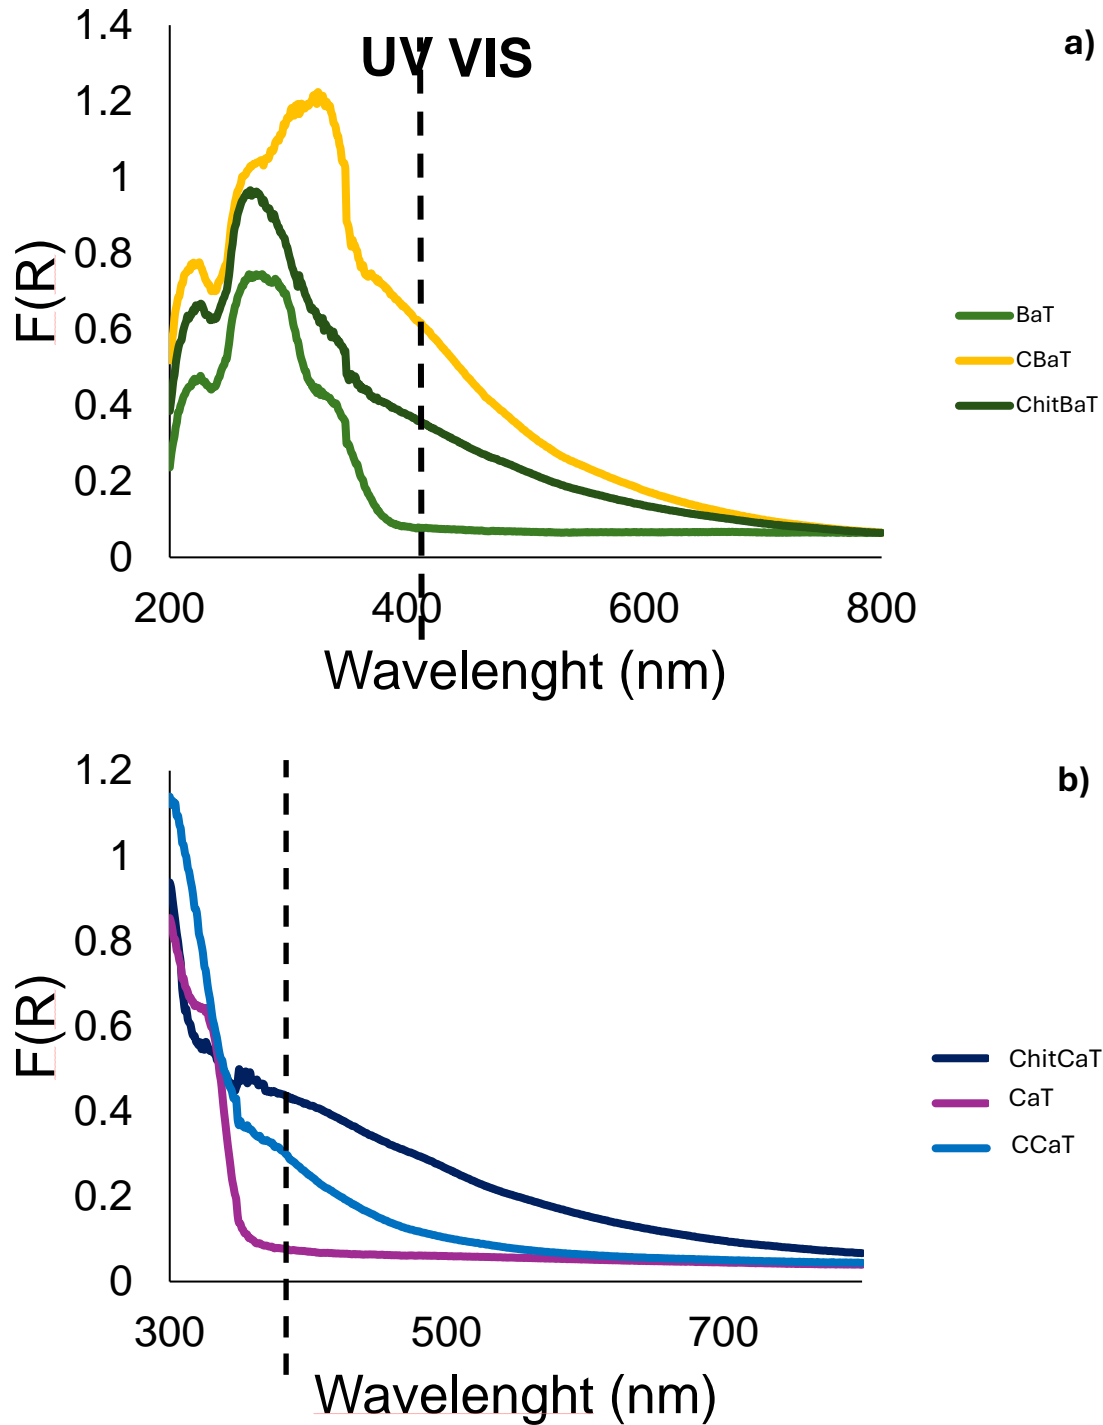 a)
UV VIS
1.4
1.2
1
0.8
0.6
0.4
0.2
0
F(R)
200 400 600 800
Wavelenght (nm)
BaT
CBaT
ChitBaT
b)
1.2
1
0.8
0.6
0.4
0.2
0
F(R)
300 500 700
Wavelenght (nm)
ChitCaT
CaT
CCaT